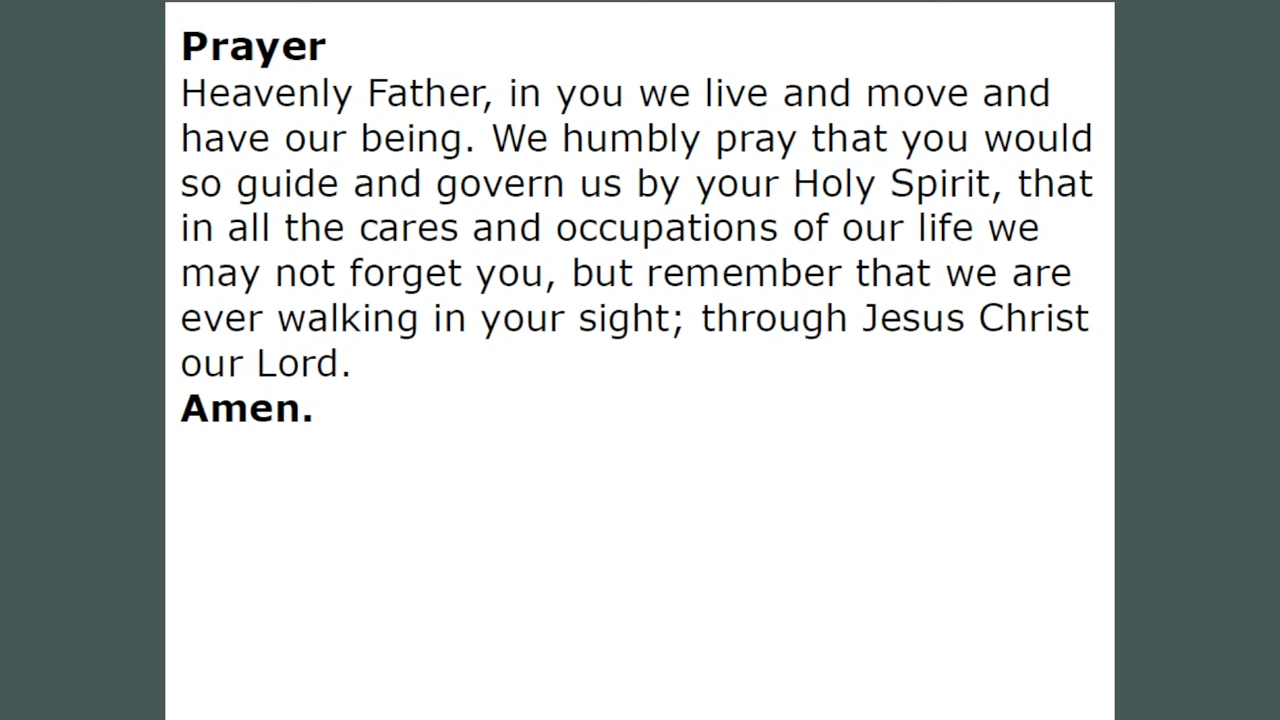 Prayer
Heavenly Father, in you we live and move and
have our being. We humbly pray that you would
so guide and govern us by your Holy Spirit, that
in all the cares and occupations of our life we
may not forget you, but remember that we are
ever walking in your sight; through Jesus Christ
our Lord.
Amen.